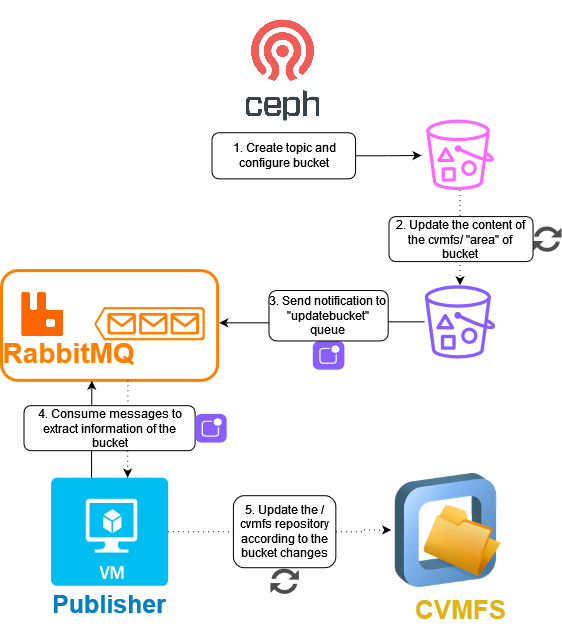 ceph
1. Create topic and
configure bucket
2. Update the content of
the cvmfs/ "area" of
bucket
3. Send notification to
"updatebucket"
queue
RabbitMQ
4. Consume messages to
extract information of the
bucket
VM
Publisher
5. Update the /
cvmfs repository
according to the
bucket changes
CVMFS